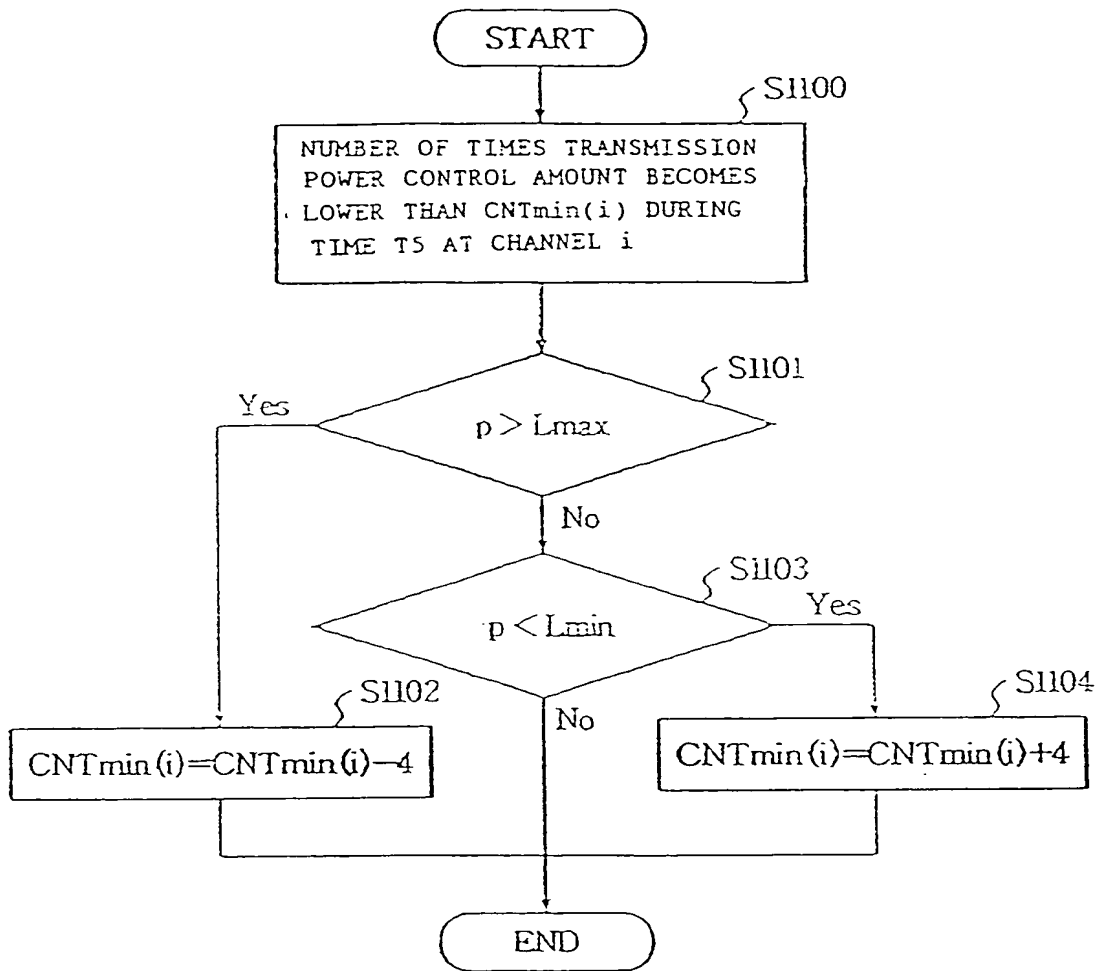 START
S1100
NUMBER OF TIMES TRANSMISSION
POWER CONTROL AMOUNT BECOMES
LOWER THAN CNTmin(i) DURING
TIME T5 AT CHANNEL i
S1101
Yes
p > Lmax
No
S1103
Yes
p < Lmin
S1102
No
S1104
CNTmin(i)=CNTmin(i)-4
CNTmin(i)=CNTmin(i)+4
END